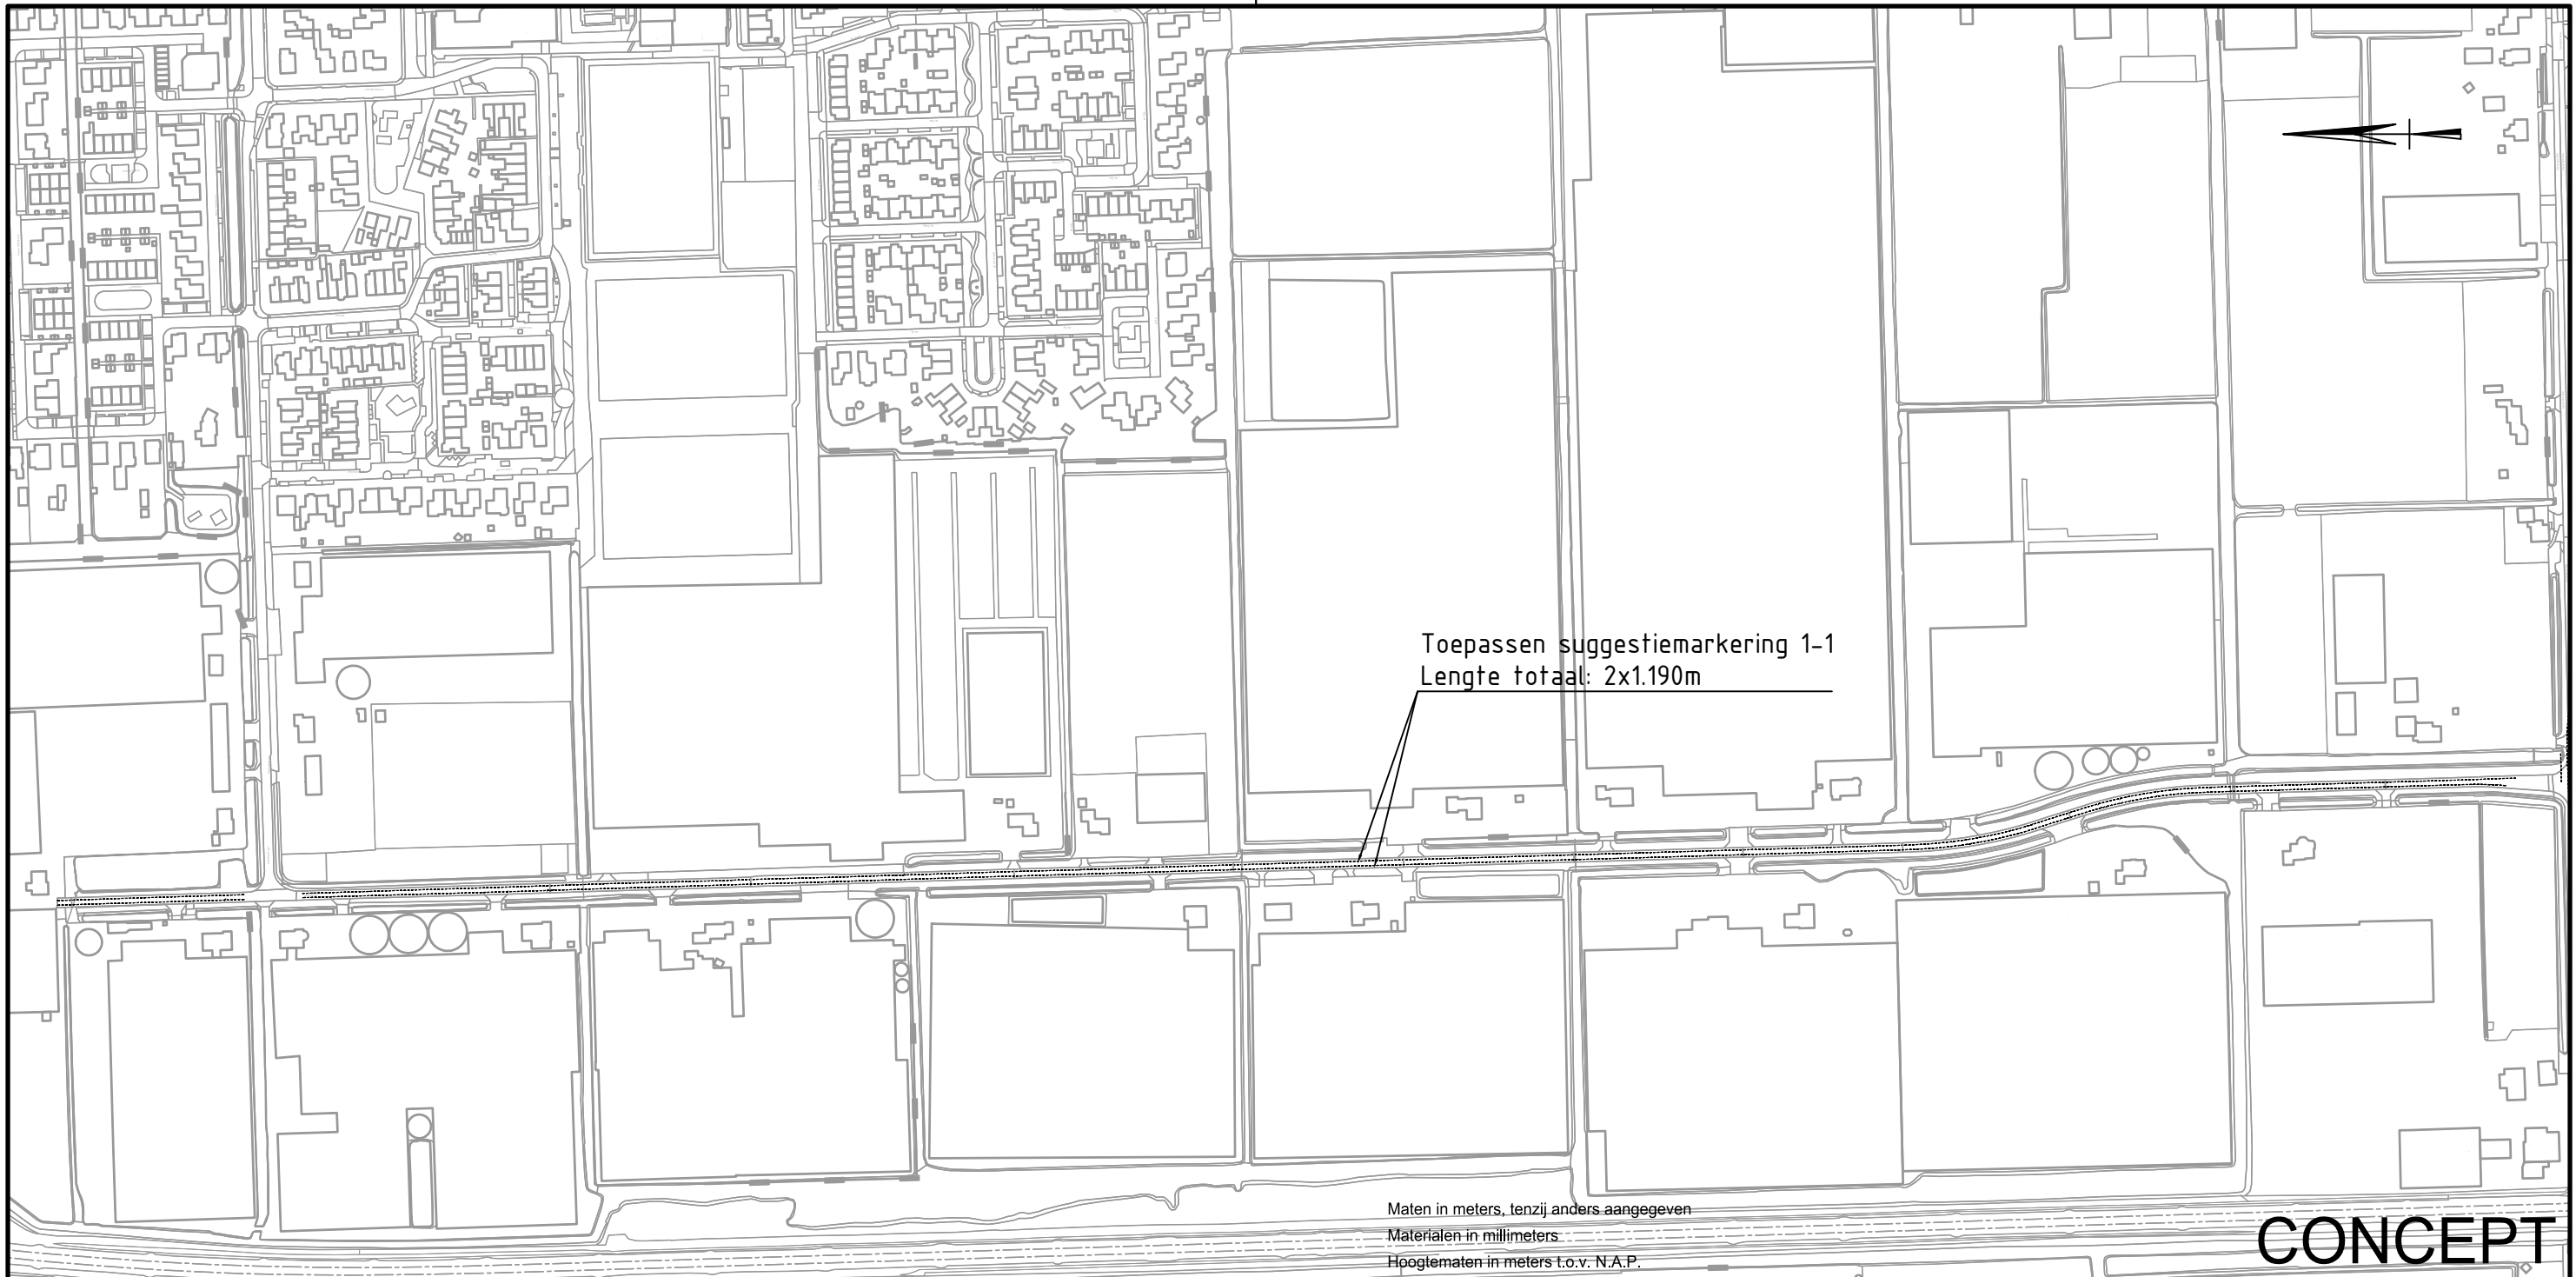 Toepassen suggestiemarkering 1-1
Lengte totaal: 2x1.190m
Maten in meters, tenzij anders aangegeven
Materialen in millimeters
Hoogtematen in meters t.o.v. N.A.P.
CONCEPT